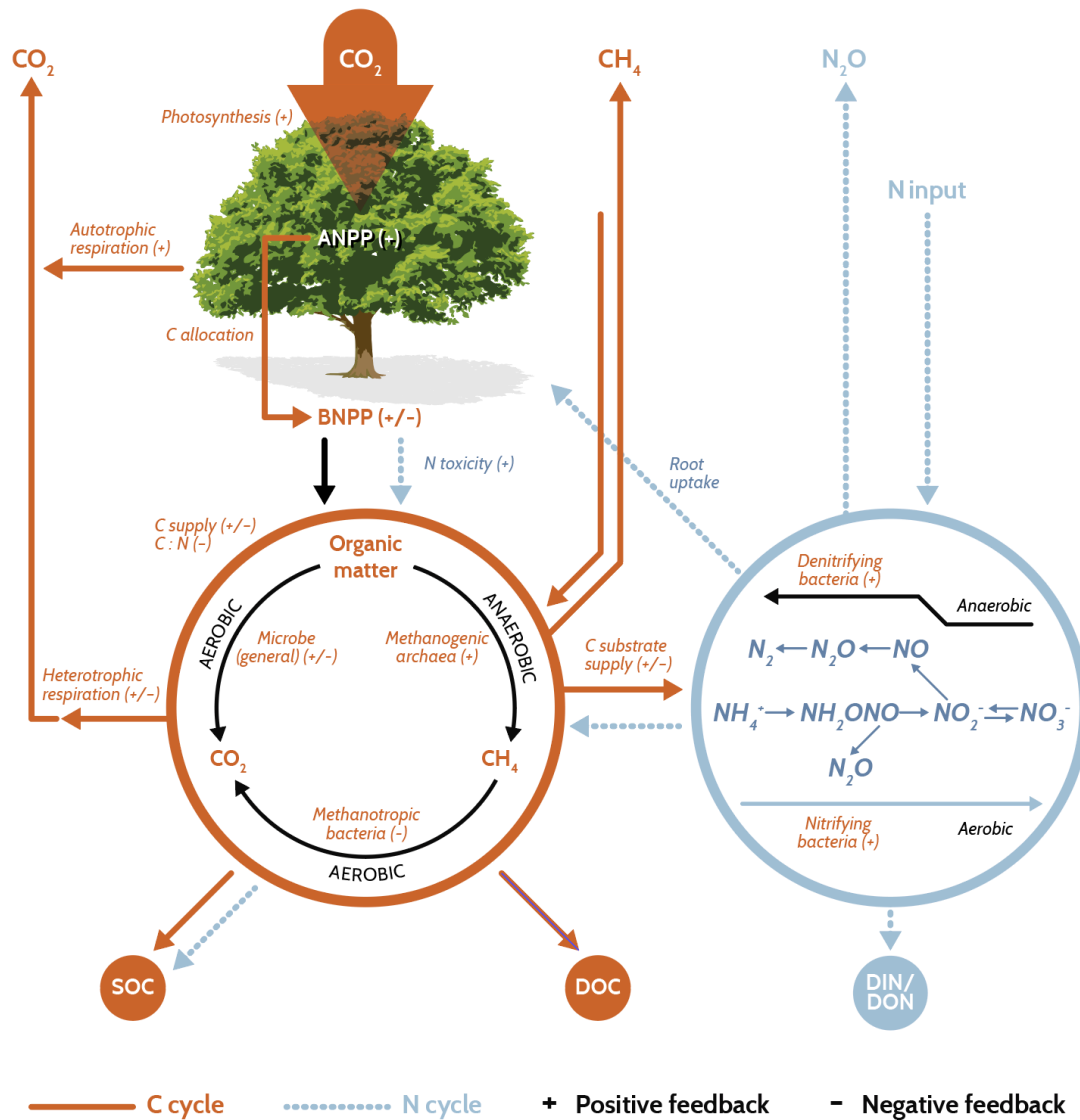 CO₂
CO₂
CH₄
N₂O
Photosynthesis (+)
N input
Autotrophic
respiration (+)
ANPP (+)
C allocation
BNPP (+/-)
N toxicity (+)
Root
uptake
C supply (+/-)
C : N (-)
Organic
matter
AEROBIC
ANAEROBIC
Microbe
(general) (+/-)
Methanogenic
archaea (+)
Heterotrophic
respiration (+/-)
CO₂
CH₄
Methanotropic
bacteria (-)
AEROBIC
C substrate
supply (+/-)
Denitrifying
bacteria (+)
Anaerobic
N₂ N₂O NO
NH₄⁺ NH₂ONO NO₂⁻ NO₃⁻
N₂O
Nitrifying
bacteria (+)
Aerobic
SOC
DOC
DIN/
DON
C cycle N cycle + Positive feedback - Negative feedback